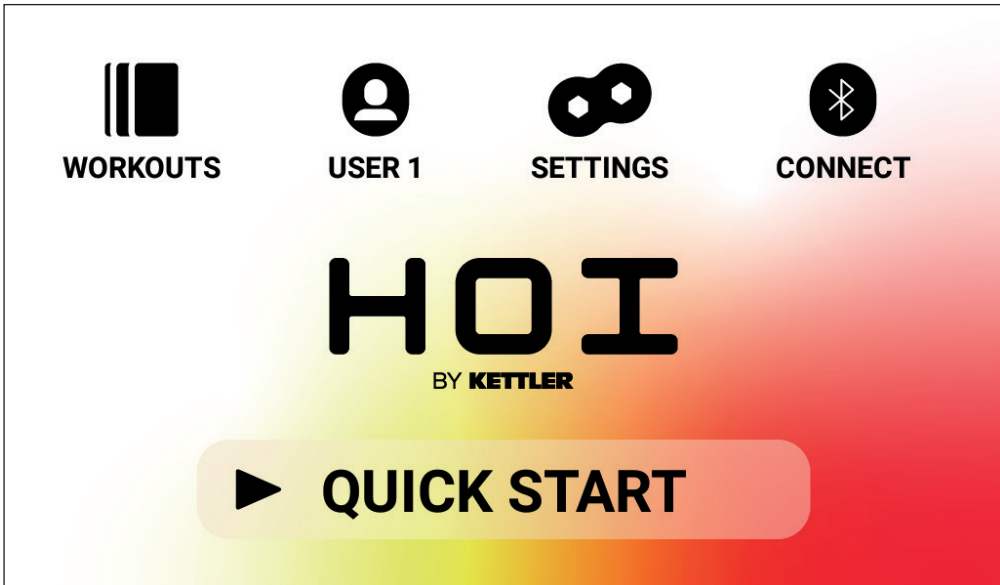 WORKOUTS USER 1 SETTINGS CONNECT
HOI
BY KETTLER
QUICK START